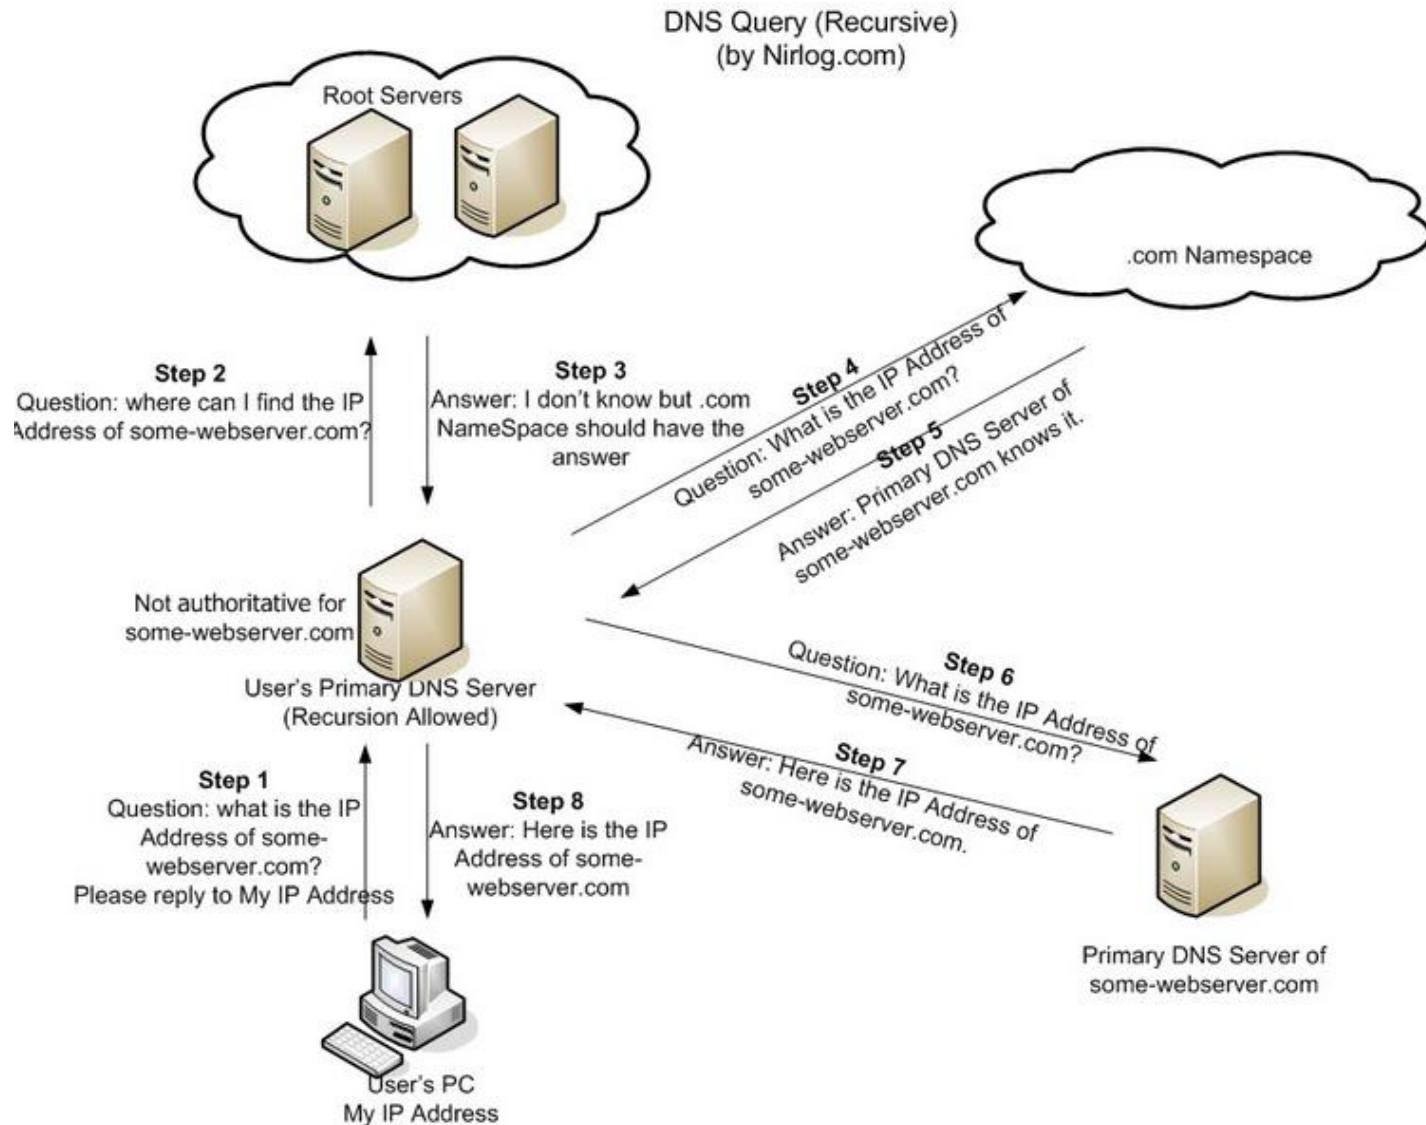 DNS Query (Recursive)
(by Nirlog.com)
Root Servers
.com Namespace
Step 2
Question: where can I find the IP
Address of some-webserver.com?
Step 3
Answer: I don't know but .com
NameSpace should have the
answer
Step 4
Question: What is the IP Address of
some-webserver.com?
Step 5
Answer: Primary DNS Server of
some-webserver.com knows it.
Not authoritative for
some-webserver.com
User's Primary DNS Server
(Recursion Allowed)
Step 6
Question: What is the IP Address of
some-webserver.com?
Step 7
Answer: Here is the IP Address of
some-webserver.com.
Step 1
Question: what is the IP
Address of some-
webserver.com?
Please reply to My IP Address
Step 8
Answer: Here is the IP
Address of some-
webserver.com
Primary DNS Server of
some-webserver.com
User's PC
My IP Address